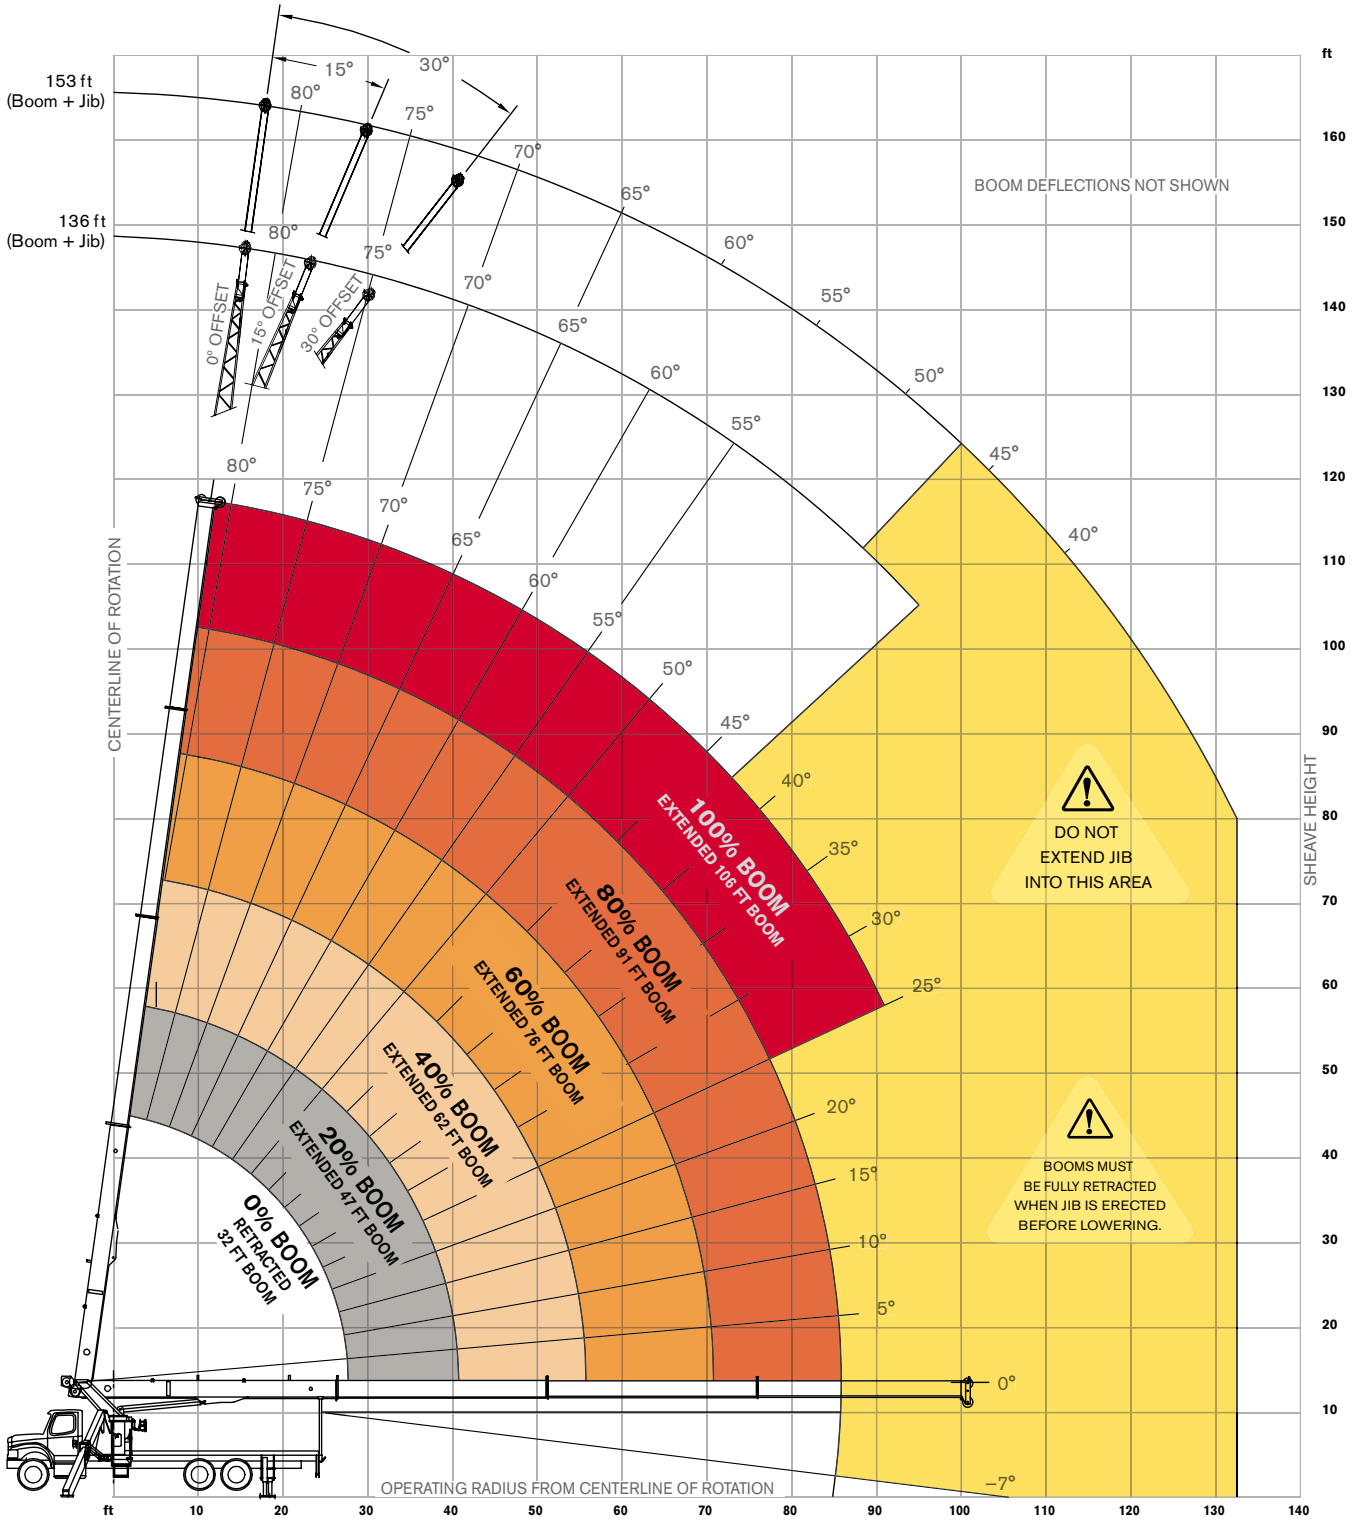 ft
153 ft
(Boom + Jib)
15°
30°
80°
75°
70°
65°
60°
55°
50°
45°
40°
160
BOOM DEFLECTIONS NOT SHOWN
136 ft
(Boom + Jib)
80°
75°
70°
65°
60°
55°
0° OFFSET
15° OFFSET
30° OFFSET
150
140
130
120
110
100
90
80
70
60
50
40
30
20
10
SHEAVE HEIGHT
CENTERLINE OF ROTATION
80°
75°
70°
65°
60°
55°
50°
45°
40°
35°
30°
25°
20°
15°
10°
5°
0°
–7°
100% BOOM
EXTENDED 106 FT BOOM
80% BOOM
EXTENDED 91 FT BOOM
60% BOOM
EXTENDED 76 FT BOOM
40% BOOM
EXTENDED 62 FT BOOM
20% BOOM
EXTENDED 47 FT BOOM
0% BOOM
RETRACTED
32 FT BOOM
DO NOT
EXTEND JIB
INTO THIS AREA
BOOMS MUST
BE FULLY RETRACTED
WHEN JIB IS ERECTED
BEFORE LOWERING.
OPERATING RADIUS FROM CENTERLINE OF ROTATION
ft 10 20 30 40 50 60 70 80 90 100 110 120 130 140